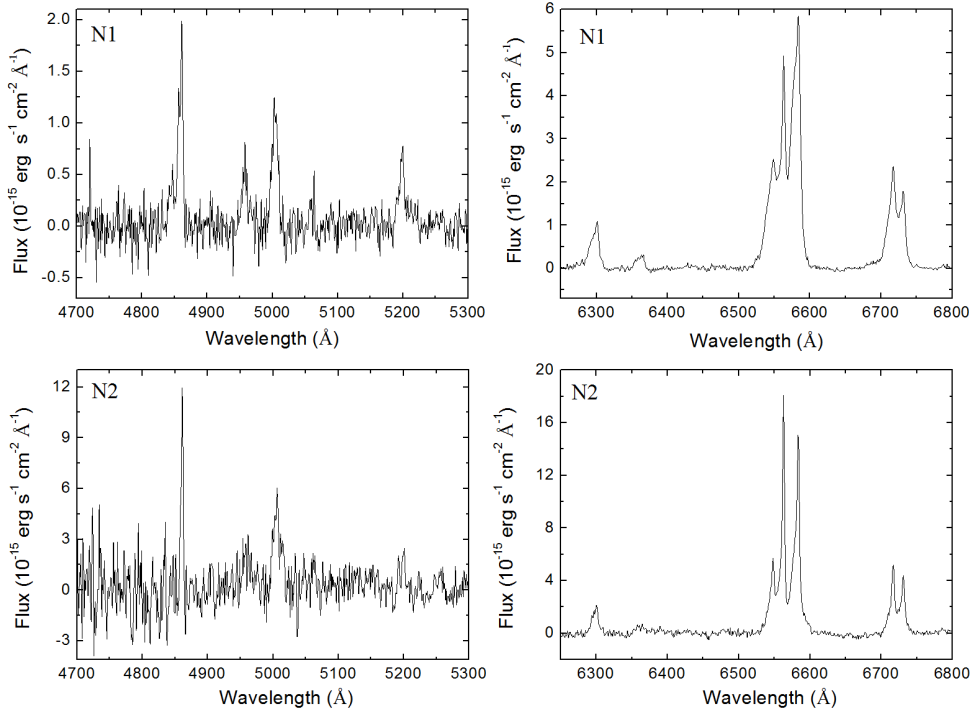 N1
2.0
1.5
1.0
0.5
0.0
-0.5
Flux (10⁻¹⁵ erg s⁻¹ cm⁻² Å⁻¹)
4700 4800 4900 5000 5100 5200 5300
Wavelength (Å)
N1
6
5
4
3
2
1
0
Flux (10⁻¹⁵ erg s⁻¹ cm⁻² Å⁻¹)
6300 6400 6500 6600 6700 6800
Wavelength (Å)
N2
12
9
6
3
0
-3
Flux (10⁻¹⁵ erg s⁻¹ cm⁻² Å⁻¹)
4700 4800 4900 5000 5100 5200 5300
Wavelength (Å)
N2
20
16
12
8
4
0
Flux (10⁻¹⁵ erg s⁻¹ cm⁻² Å⁻¹)
6300 6400 6500 6600 6700 6800
Wavelength (Å)